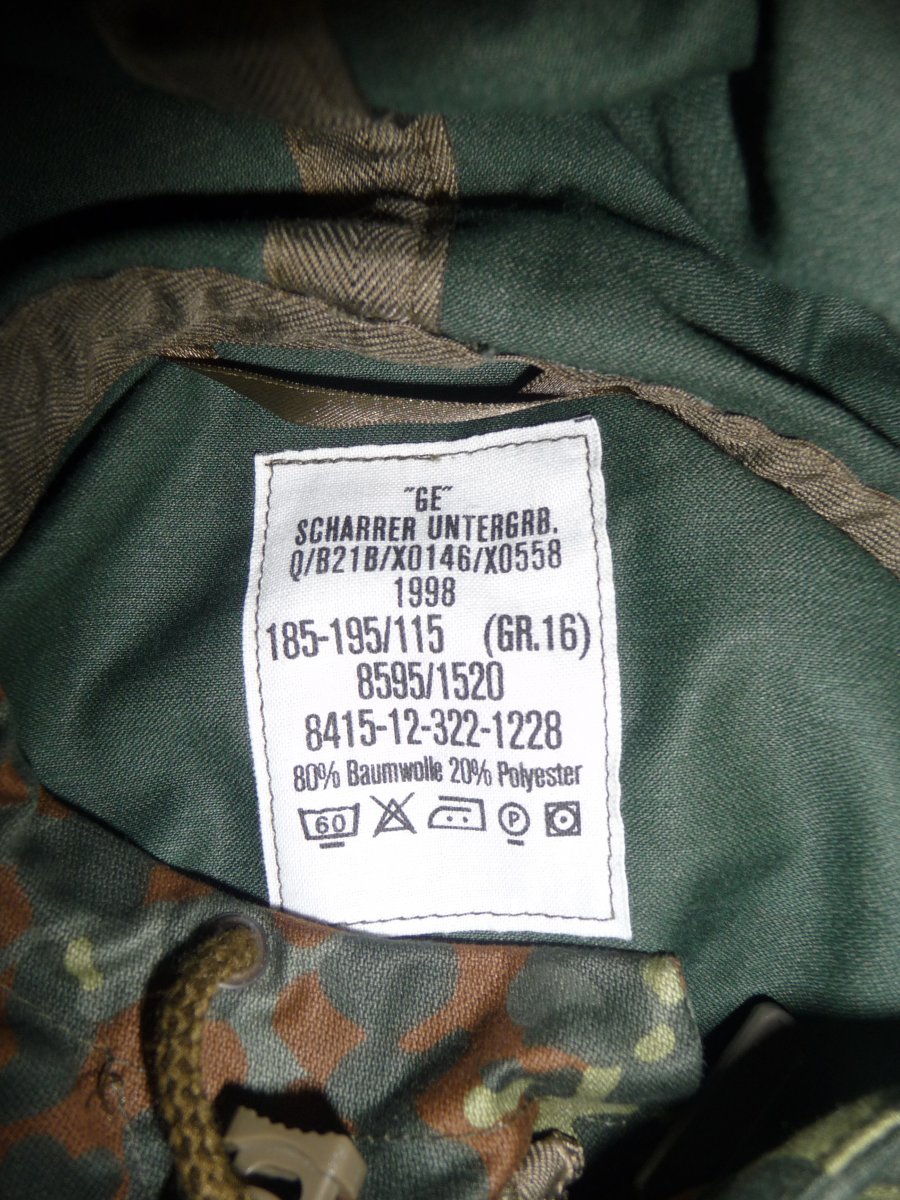 "GE"
SCHARRER UNTERGRB.
Q/B21B/X0146/X0558
1998
185-195/115 (GR.16)
8595/1520
8415-12-322-1228
80% Baumwolle 20% Polyester
60 P